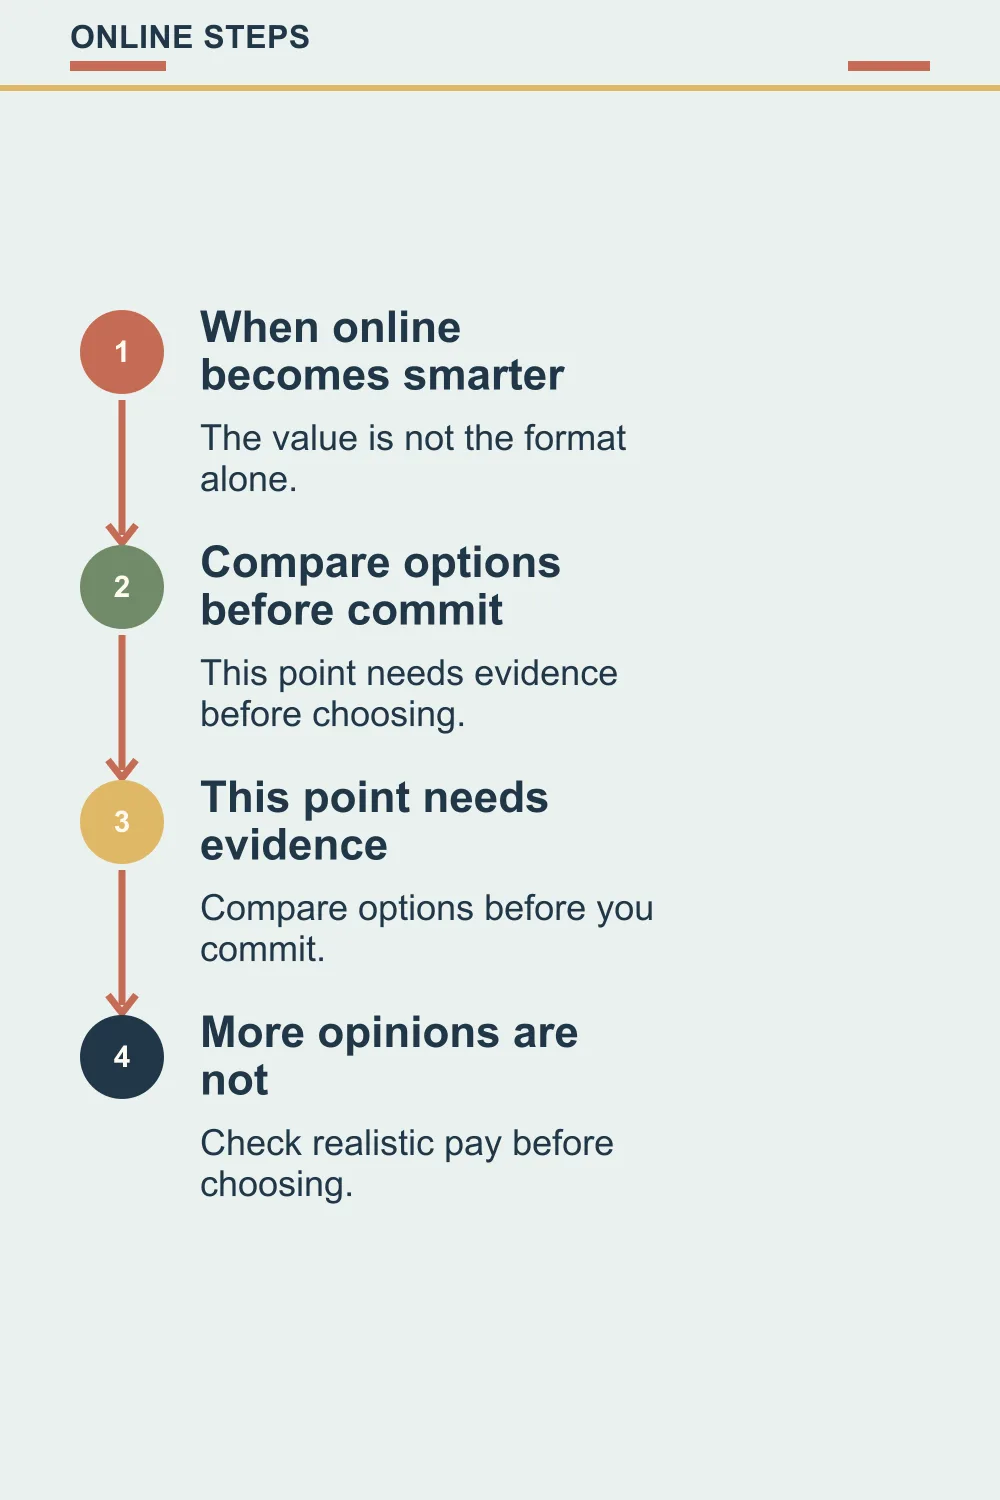 ONLINE STEPS
1
When online
becomes smarter
The value is not the format
alone.
2
Compare options
before commit
This point needs evidence
before choosing.
3
This point needs
evidence
Compare options before you
commit.
4
More opinions are
not
Check realistic pay before
choosing.